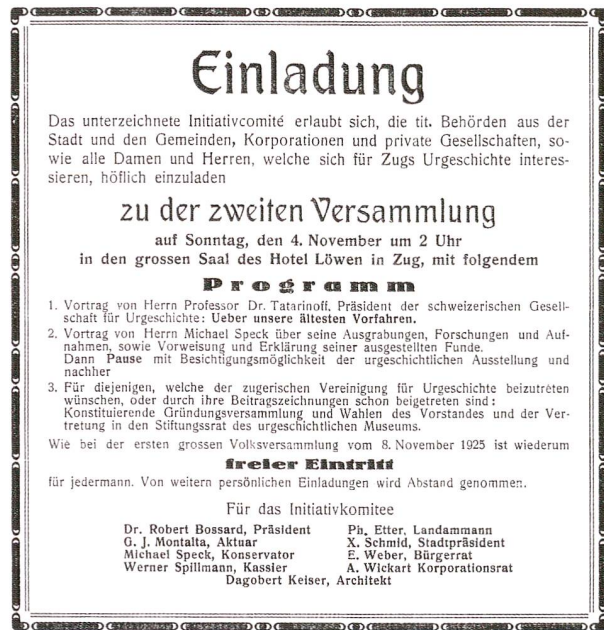 Einladung
Das unterzeichnete Initiativcomité erlaubt sich, die tit. Behörden aus der
Stadt und den Gemeinden, Korporationen und private Gesellschaften, so-
wie alle Damen und Herren, welche sich für Zugs Urgeschichte interes-
sieren, höflich einzuladen
zu der zweiten Versammlung
auf Sonntag, den 4. November um 2 Uhr
in den grossen Saal des Hotel Löwen in Zug, mit folgendem
Programm
1. Vortrag von Herrn Professor Dr. Tatarinoff, Präsident der schweizerischen Gesell-
schaft für Urgeschichte: Ueber unsere ältesten Vorfahren.
2. Vortrag von Herrn Michael Speck über seine Ausgrabungen, Forschungen und Auf-
nahmen, sowie Vorweisung und Erklärung seiner ausgestellten Funde.
Dann Pause mit Besichtigungsmöglichkeit der urgeschichtlichen Ausstellung und
nachher
3. Für diejenigen, welche der zugerischen Vereinigung für Urgeschichte beizutreten
wünschen, oder durch ihre Beitragszeichnungen schon beigetreten sind:
Konstituierende Gründungsversammlung und Wahlen des Vorstandes und der Ver-
tretung in den Stiftungsrat des urgeschichtlichen Museums.
Wie bei der ersten grossen Volksversammlung vom 8. November 1925 ist wiederum
freier Eintritt
für jedermann. Von weitern persönlichen Einladungen wird Abstand genommen.
Für das Initiativkomitee
Dr. Robert Bossard, Präsident Ph. Etter, Landammann
G. J. Montalta, Aktuar X. Schmid, Stadtpräsident
Michael Speck, Konservator E. Weber, Bürgerrat
Werner Spillmann, Kassier A. Wickart Korporationsrat
Dagobert Keiser, Architekt